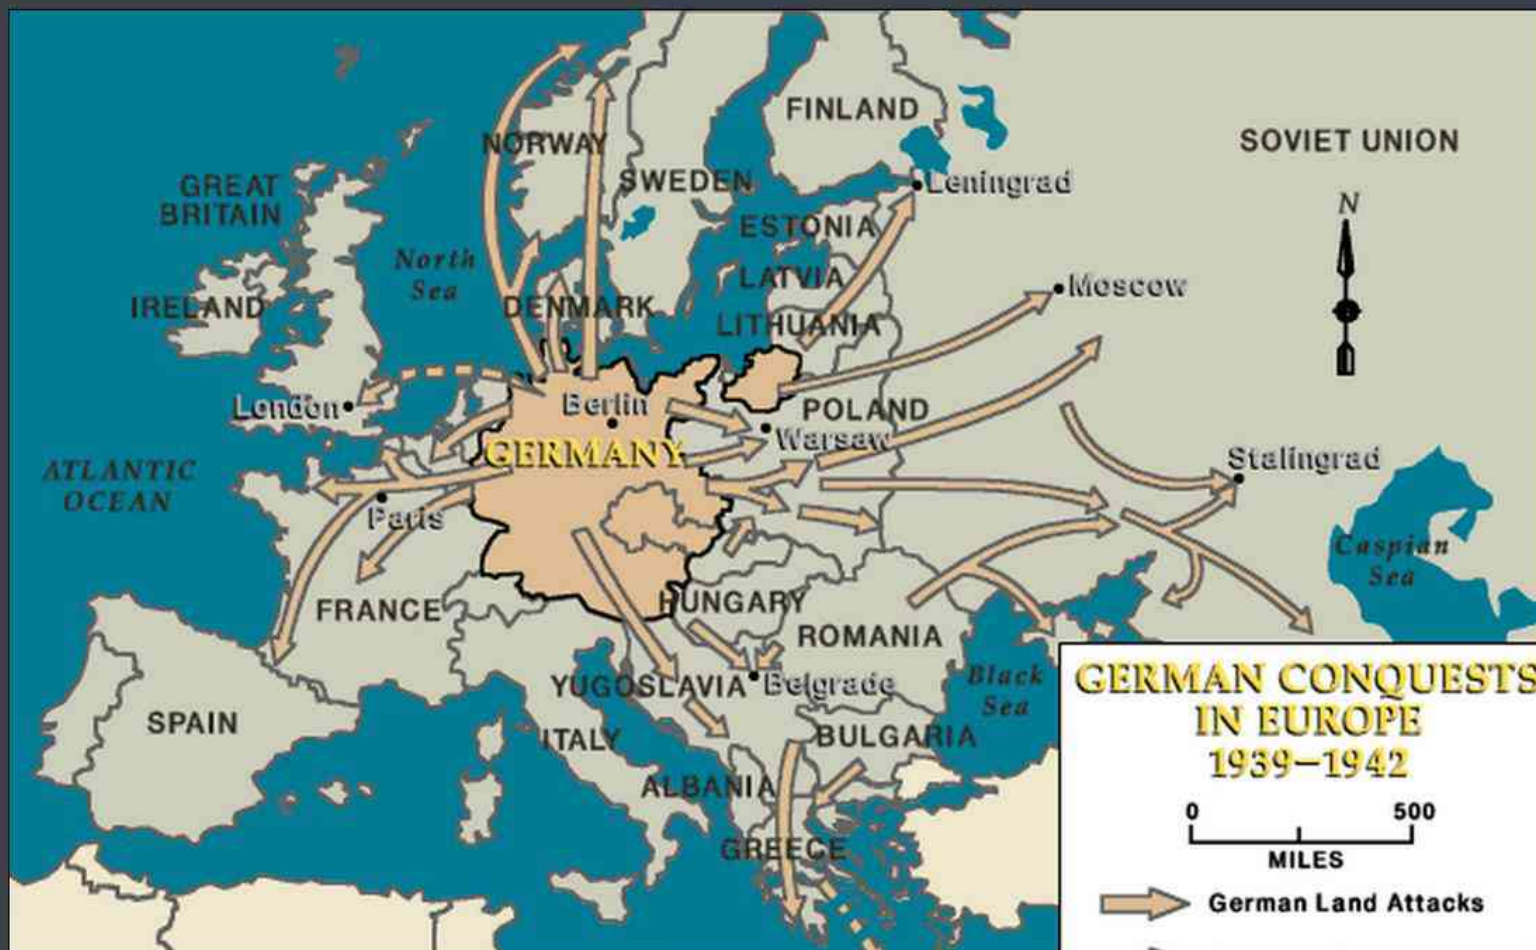 FINLAND
SOVIET UNION
NORWAY
GREAT
BRITAIN
SWEDEN
Leningrad
N
ESTONIA
North
Sea
LATVIA
Moscow
IRELAND
DENMARK
LITHUANIA
London
Berlin
POLAND
Warsaw
GERMANY
ATLANTIC
OCEAN
Stalingrad
Paris
Caspian
Sea
FRANCE
HUNGARY
ROMANIA
YUGOSLAVIA
Belgrade
Black
Sea
SPAIN
ITALY
BULGARIA
ALBANIA
GREECE
GERMAN CONQUESTS
IN EUROPE
1939–1942
0 500
MILES
German Land Attacks